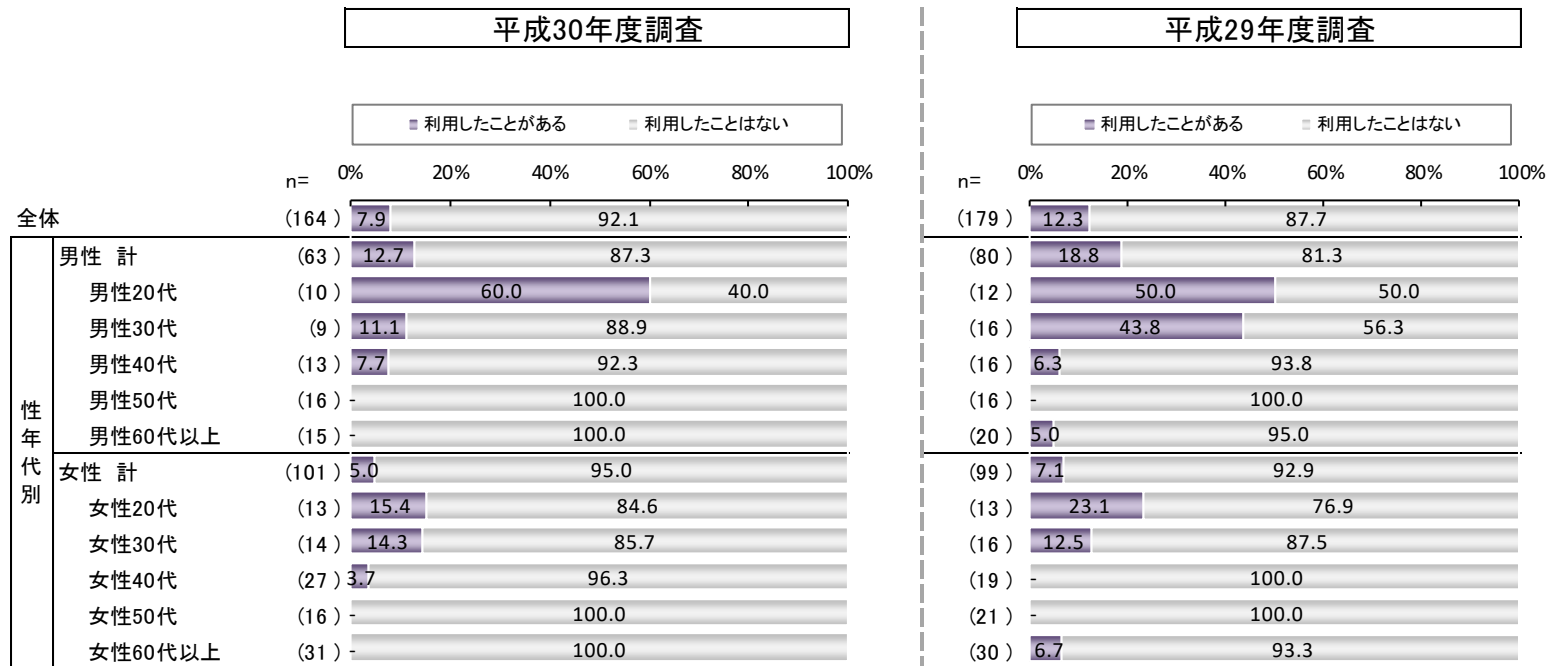 平成30年度調査 平成29年度調査
利用したことがある 利用したことはない 利用したことがある 利用したことはない
n= 0% 20% 40% 60% 80% 100% n= 0% 20% 40% 60% 80% 100%
全体 (164) 7.9 92.1 (179) 12.3 87.7
性年代別
男性 計 (63) 12.7 87.3 (80) 18.8 81.3
男性20代 (10) 60.0 40.0 (12) 50.0 50.0
男性30代 (9) 11.1 88.9 (16) 43.8 56.3
男性40代 (13) 7.7 92.3 (16) 6.3 93.8
男性50代 (16) - 100.0 (16) - 100.0
男性60代以上 (15) - 100.0 (20) 5.0 95.0
女性 計 (101) 5.0 95.0 (99) 7.1 92.9
女性20代 (13) 15.4 84.6 (13) 23.1 76.9
女性30代 (14) 14.3 85.7 (16) 12.5 87.5
女性40代 (27) 3.7 96.3 (19) - 100.0
女性50代 (16) - 100.0 (21) - 100.0
女性60代以上 (31) - 100.0 (30) 6.7 93.3